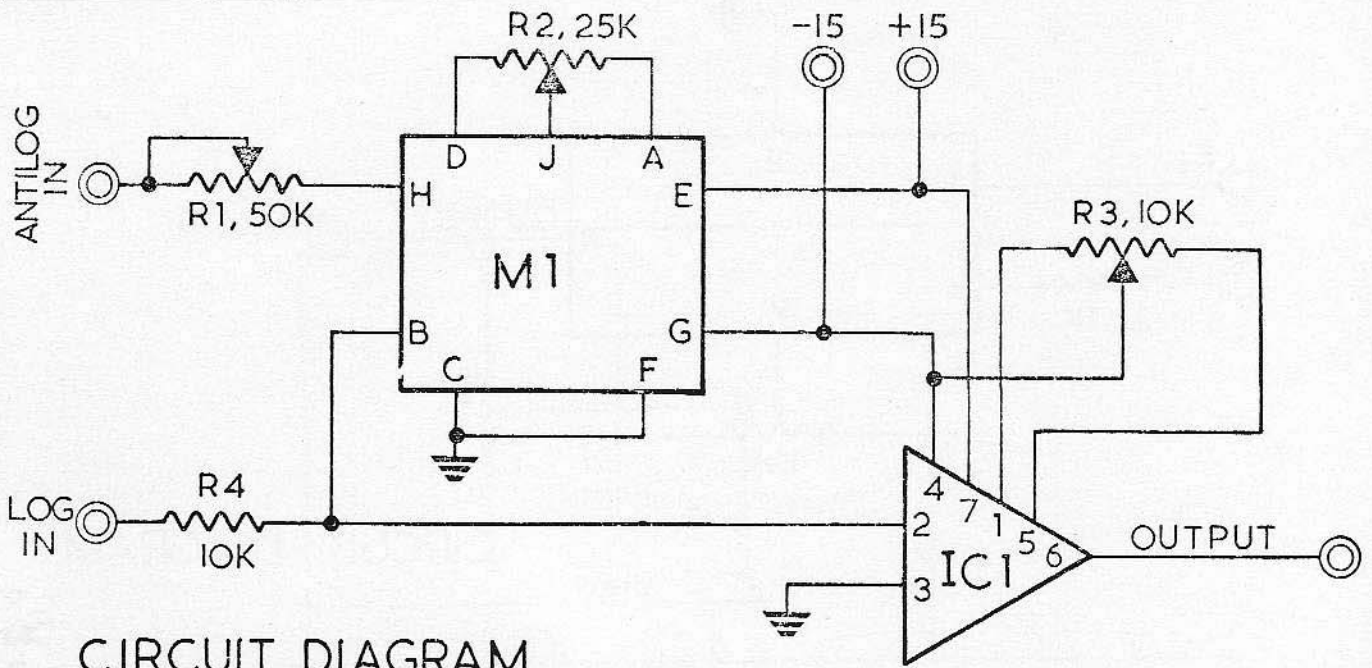 R2, 25K
-15 +15
D J A
ANTILOG
IN
R1, 50K
H
E
R3, 10K
M1
B
G
C F
R4
10K
LOG
IN
4
7
1
5
6
2
3
IC1
OUTPUT
CIRCUIT DIAGRAM